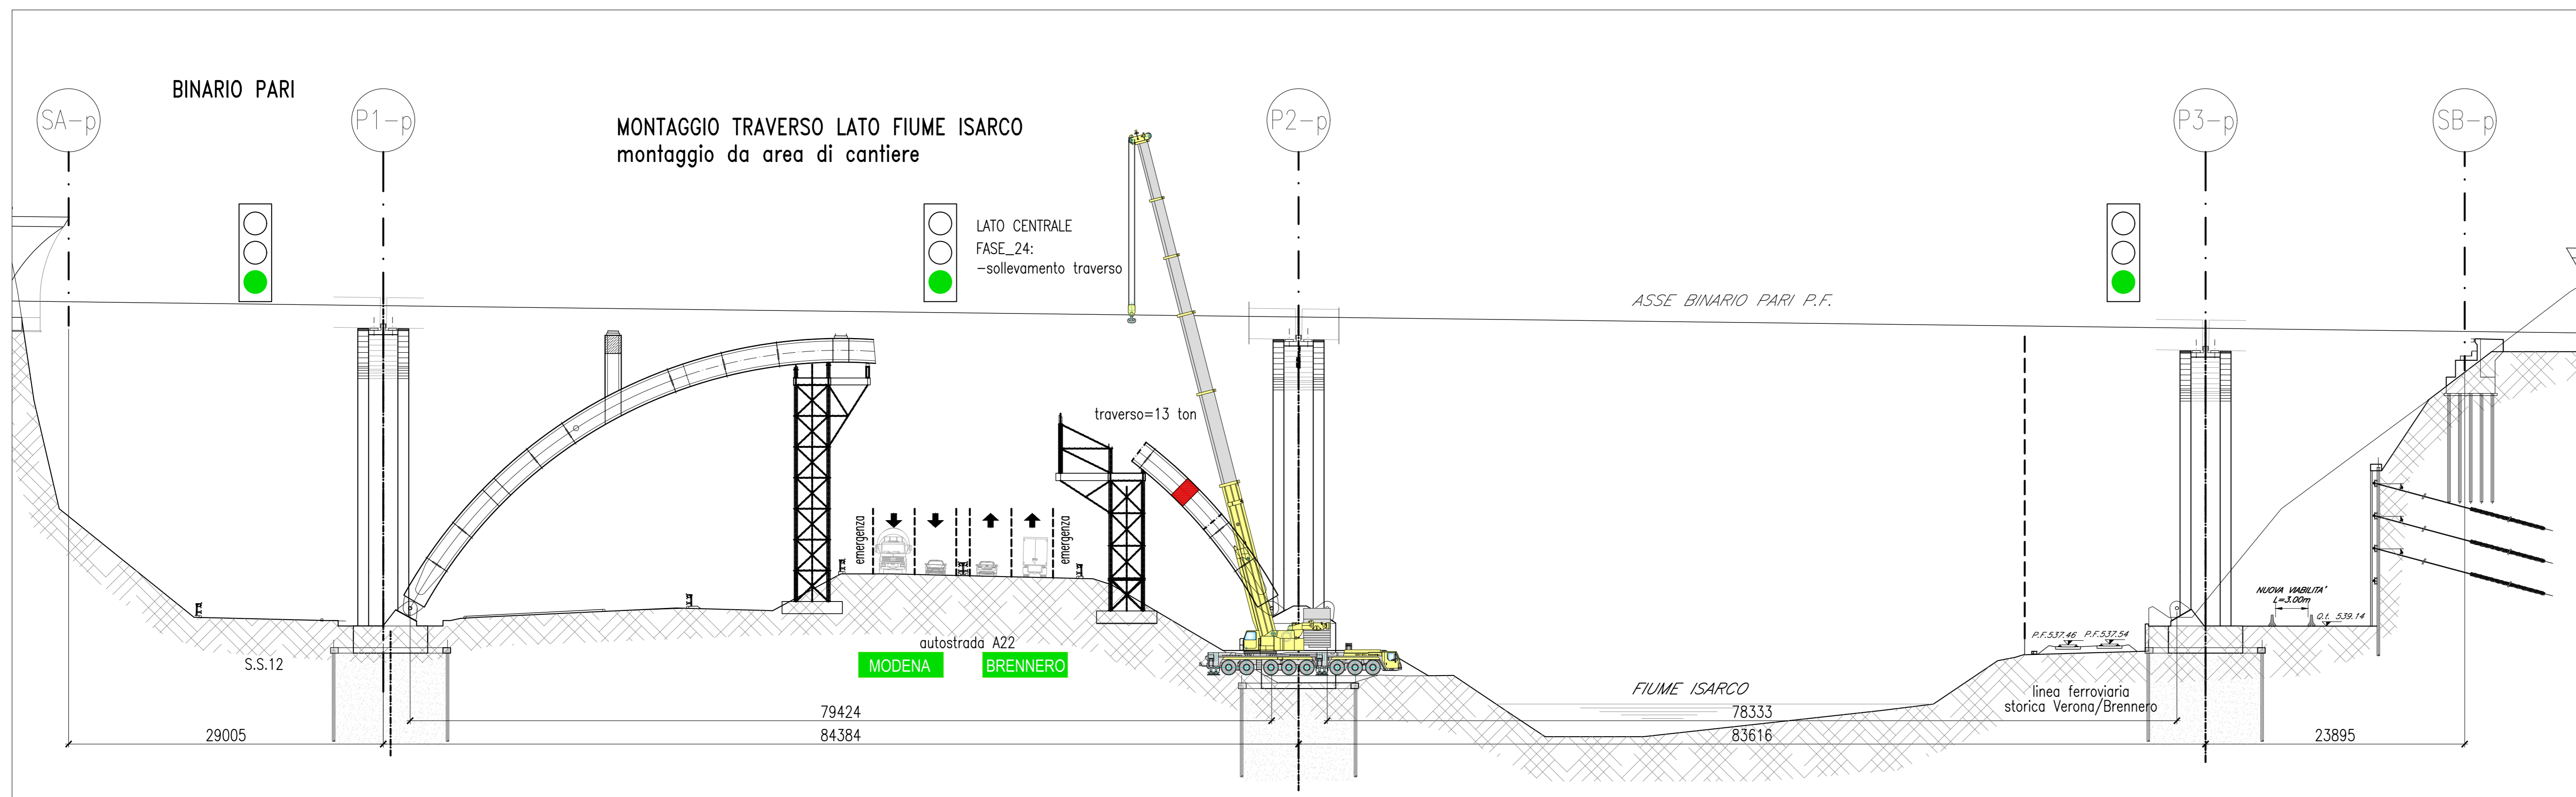 BINARIO PARI
SA-p
P1-p
P2-p
P3-p
SB-p
MONTAGGIO TRAVERSO LATO FIUME ISARCO
montaggio da area di cantiere
LATO CENTRALE
FASE_24:
-sollevamento traverso
ASSE BINARIO PARI P.F.
traverso=13 ton
emergenza
emergenza
NUOVA VIABILITA'
L=3.00m
Q.t. 539.14
P.F.537.46
P.F.537.54
autostrada A22
S.S.12
MODENA
BRENNERO
FIUME ISARCO
linea ferroviaria
storica Verona/Brennero
79424
78333
29005
84384
83616
23895